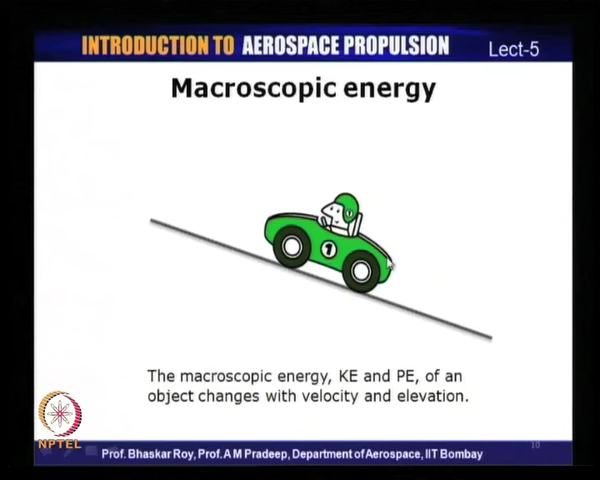 INTRODUCTION TO AEROSPACE PROPULSION Lect-5
Macroscopic energy
1
The macroscopic energy, KE and PE, of an
object changes with velocity and elevation.
NPTEL
10
Prof. Bhaskar Roy, Prof. A M Pradeep, Department of Aerospace, IIT Bombay